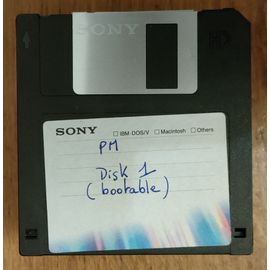 SONY
HD
SONY □ IBM-DOS/V □ Macintosh □ Others
PM
Disk 1
(bootable)